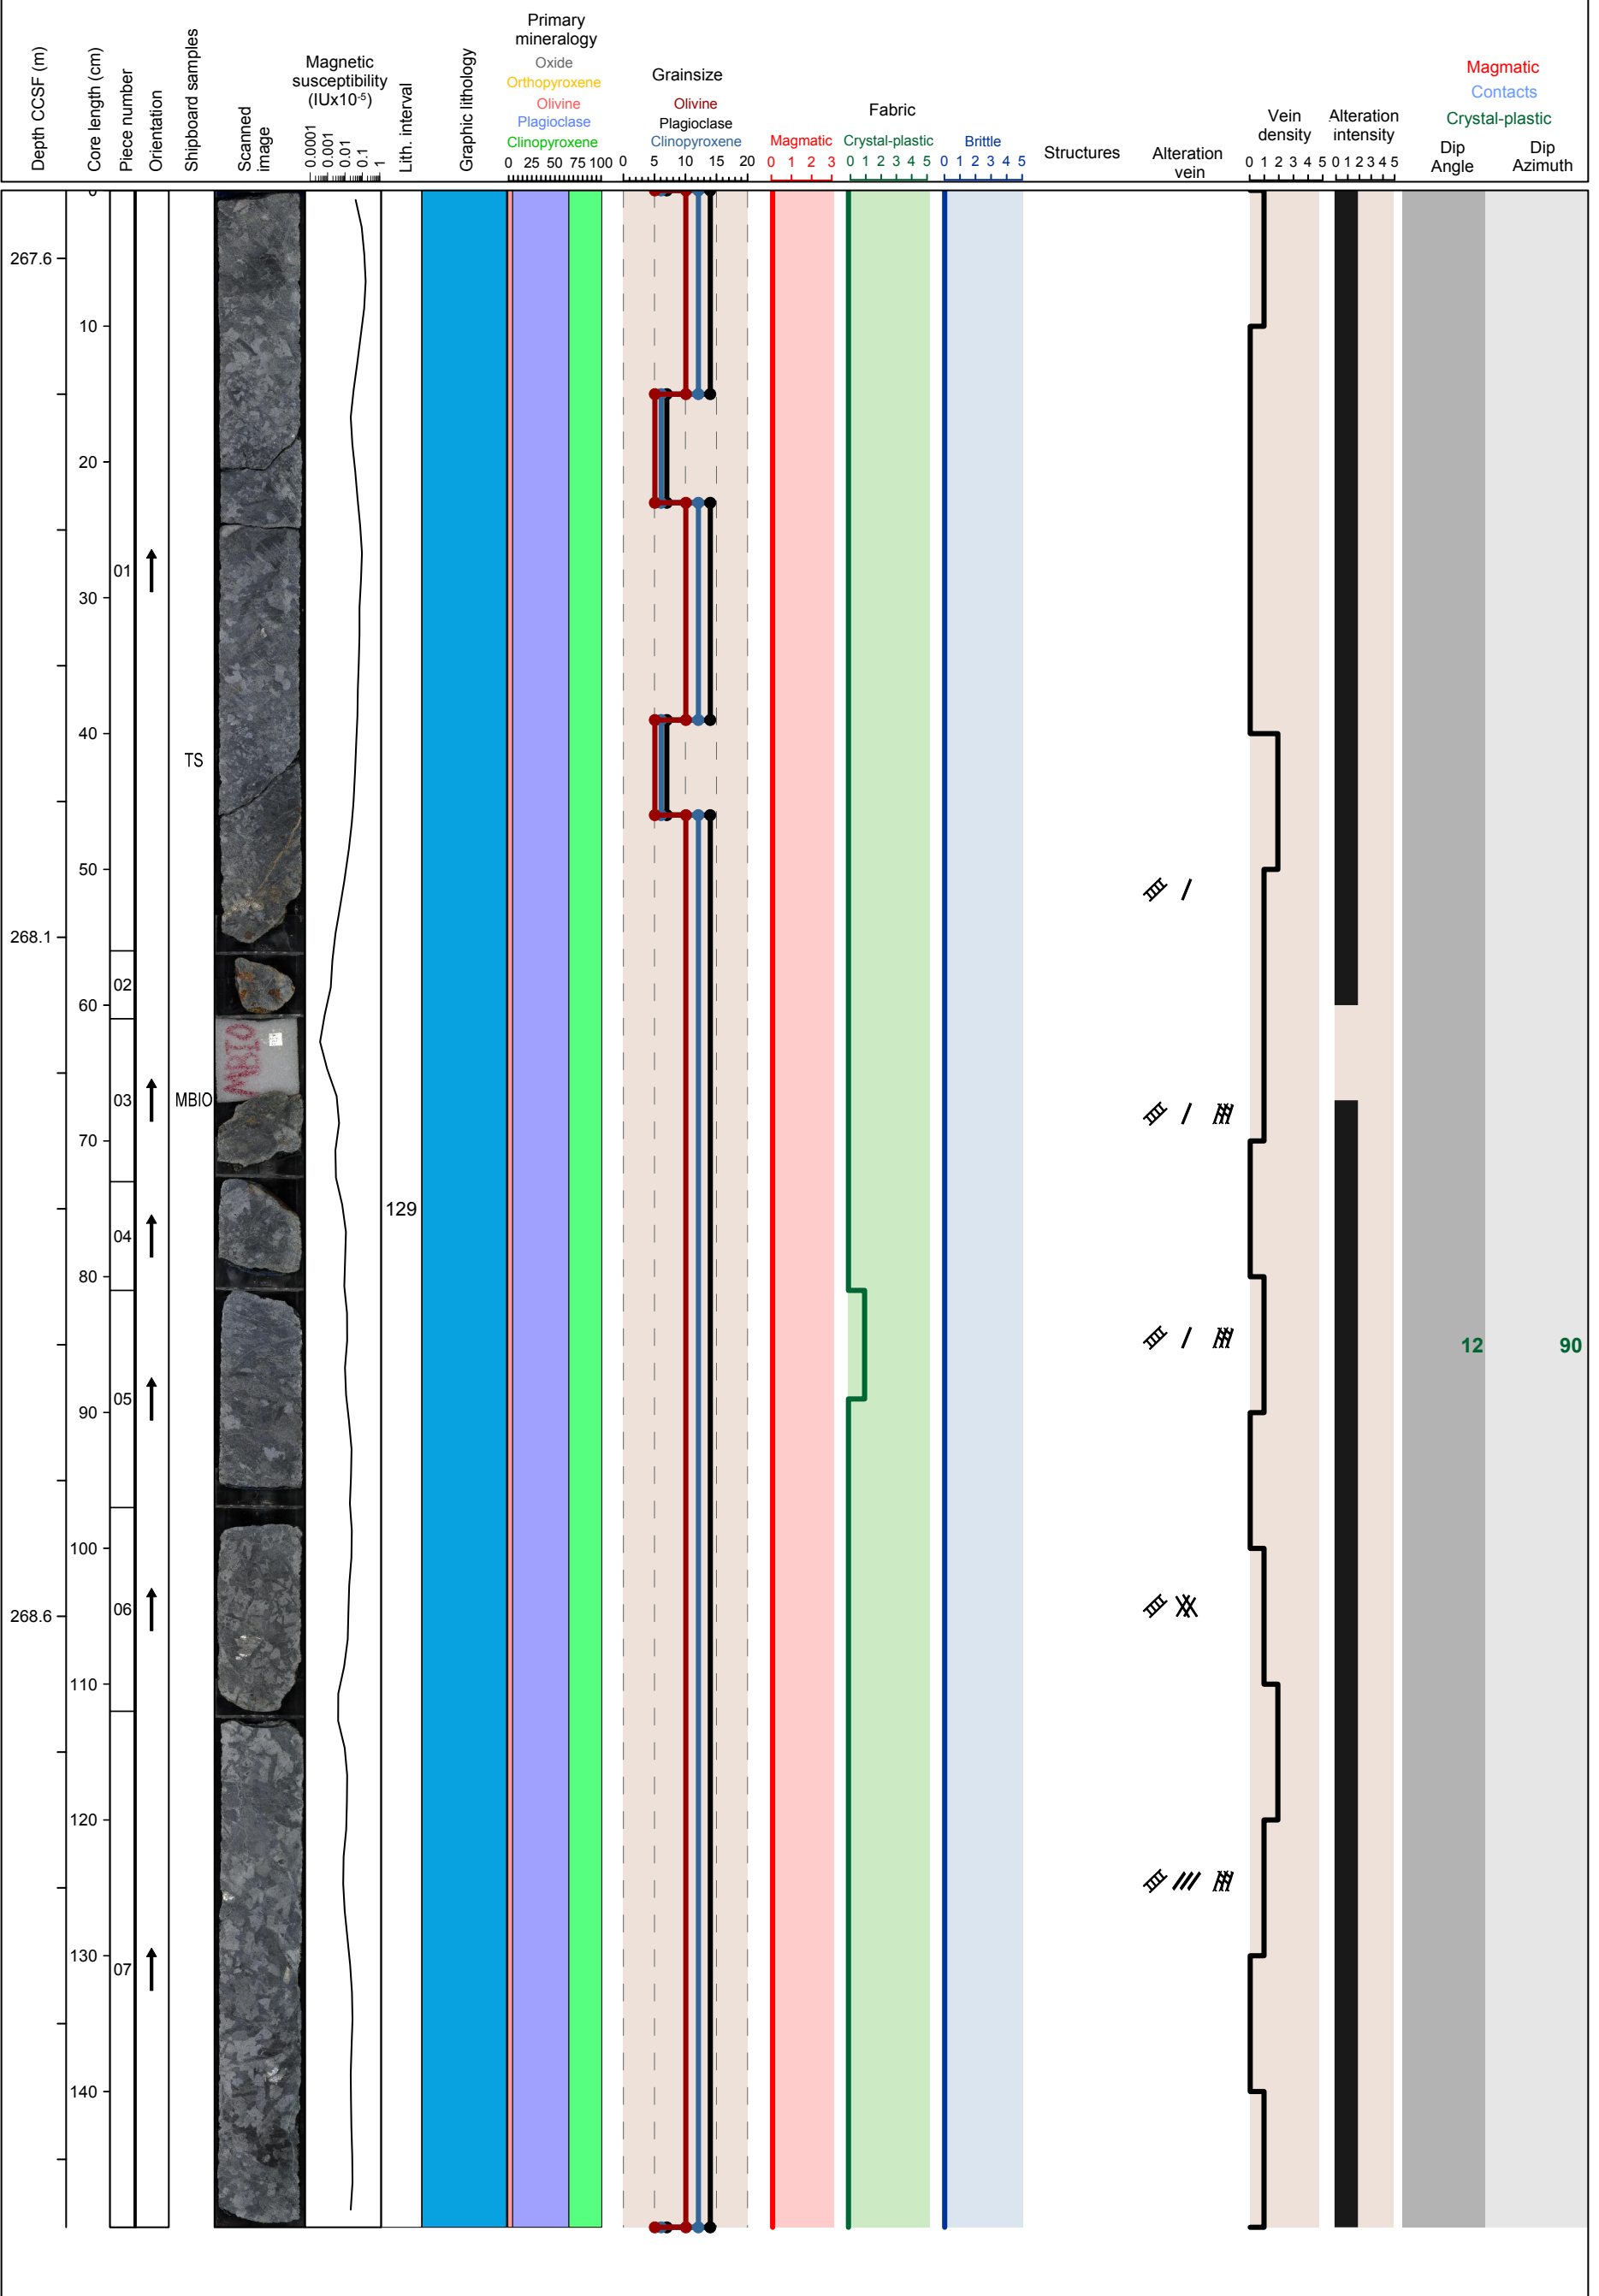 Depth CCSF (m)
Core length (cm)
Piece number
Orientation
Shipboard samples
Scanned
image
Magnetic
susceptibility
(IUx10-5)
0.0001
0.001
0.01
0.1
1
Lith. interval
Graphic lithology
Primary
mineralogy
Oxide
Orthopyroxene
Olivine
Plagioclase
Clinopyroxene
0 25 50 75 100
Grainsize
Olivine
Plagioclase
Clinopyroxene
0 5 10 15 20
Fabric
Magmatic
0 1 2 3
Crystal-plastic
0 1 2 3 4 5
Brittle
0 1 2 3 4 5
Structures
Alteration
vein
Vein
density
0 1 2 3 4 5
Alteration
intensity
0 1 2 3 4 5
Magmatic
Contacts
Crystal-plastic
Dip
Angle
Dip
Azimuth
0
267.6
10
20
01
30
40
TS
50
268.1
02
60
MBIO
03
MBIO
70
129
04
80
12
90
05
90
100
268.6
06
110
120
130
07
140